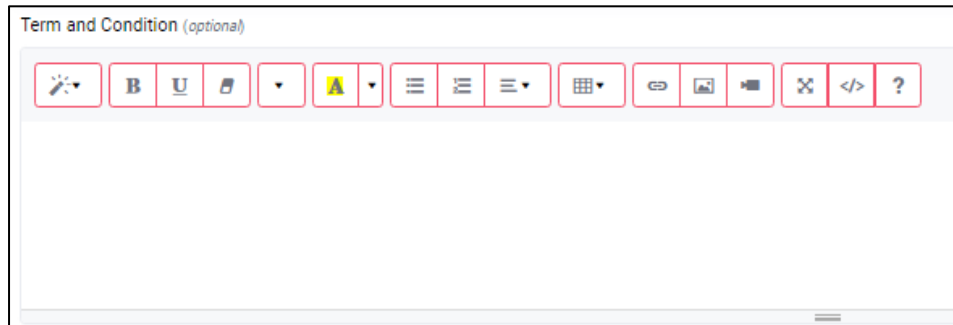 Term and Condition (optional)
B U A </> ?